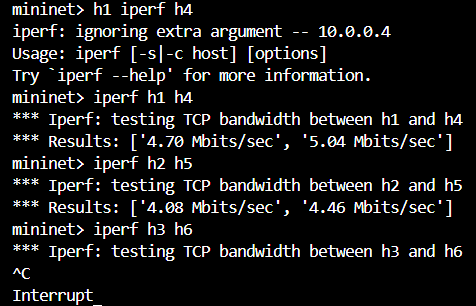 mininet> h1 iperf h4
iperf: ignoring extra argument -- 10.0.0.4
Usage: iperf [-s|-c host] [options]
Try `iperf --help' for more information.
mininet> iperf h1 h4
*** Iperf: testing TCP bandwidth between h1 and h4
*** Results: ['4.70 Mbits/sec', '5.04 Mbits/sec']
mininet> iperf h2 h5
*** Iperf: testing TCP bandwidth between h2 and h5
*** Results: ['4.08 Mbits/sec', '4.46 Mbits/sec']
mininet> iperf h3 h6
*** Iperf: testing TCP bandwidth between h3 and h6
^C
Interrupt